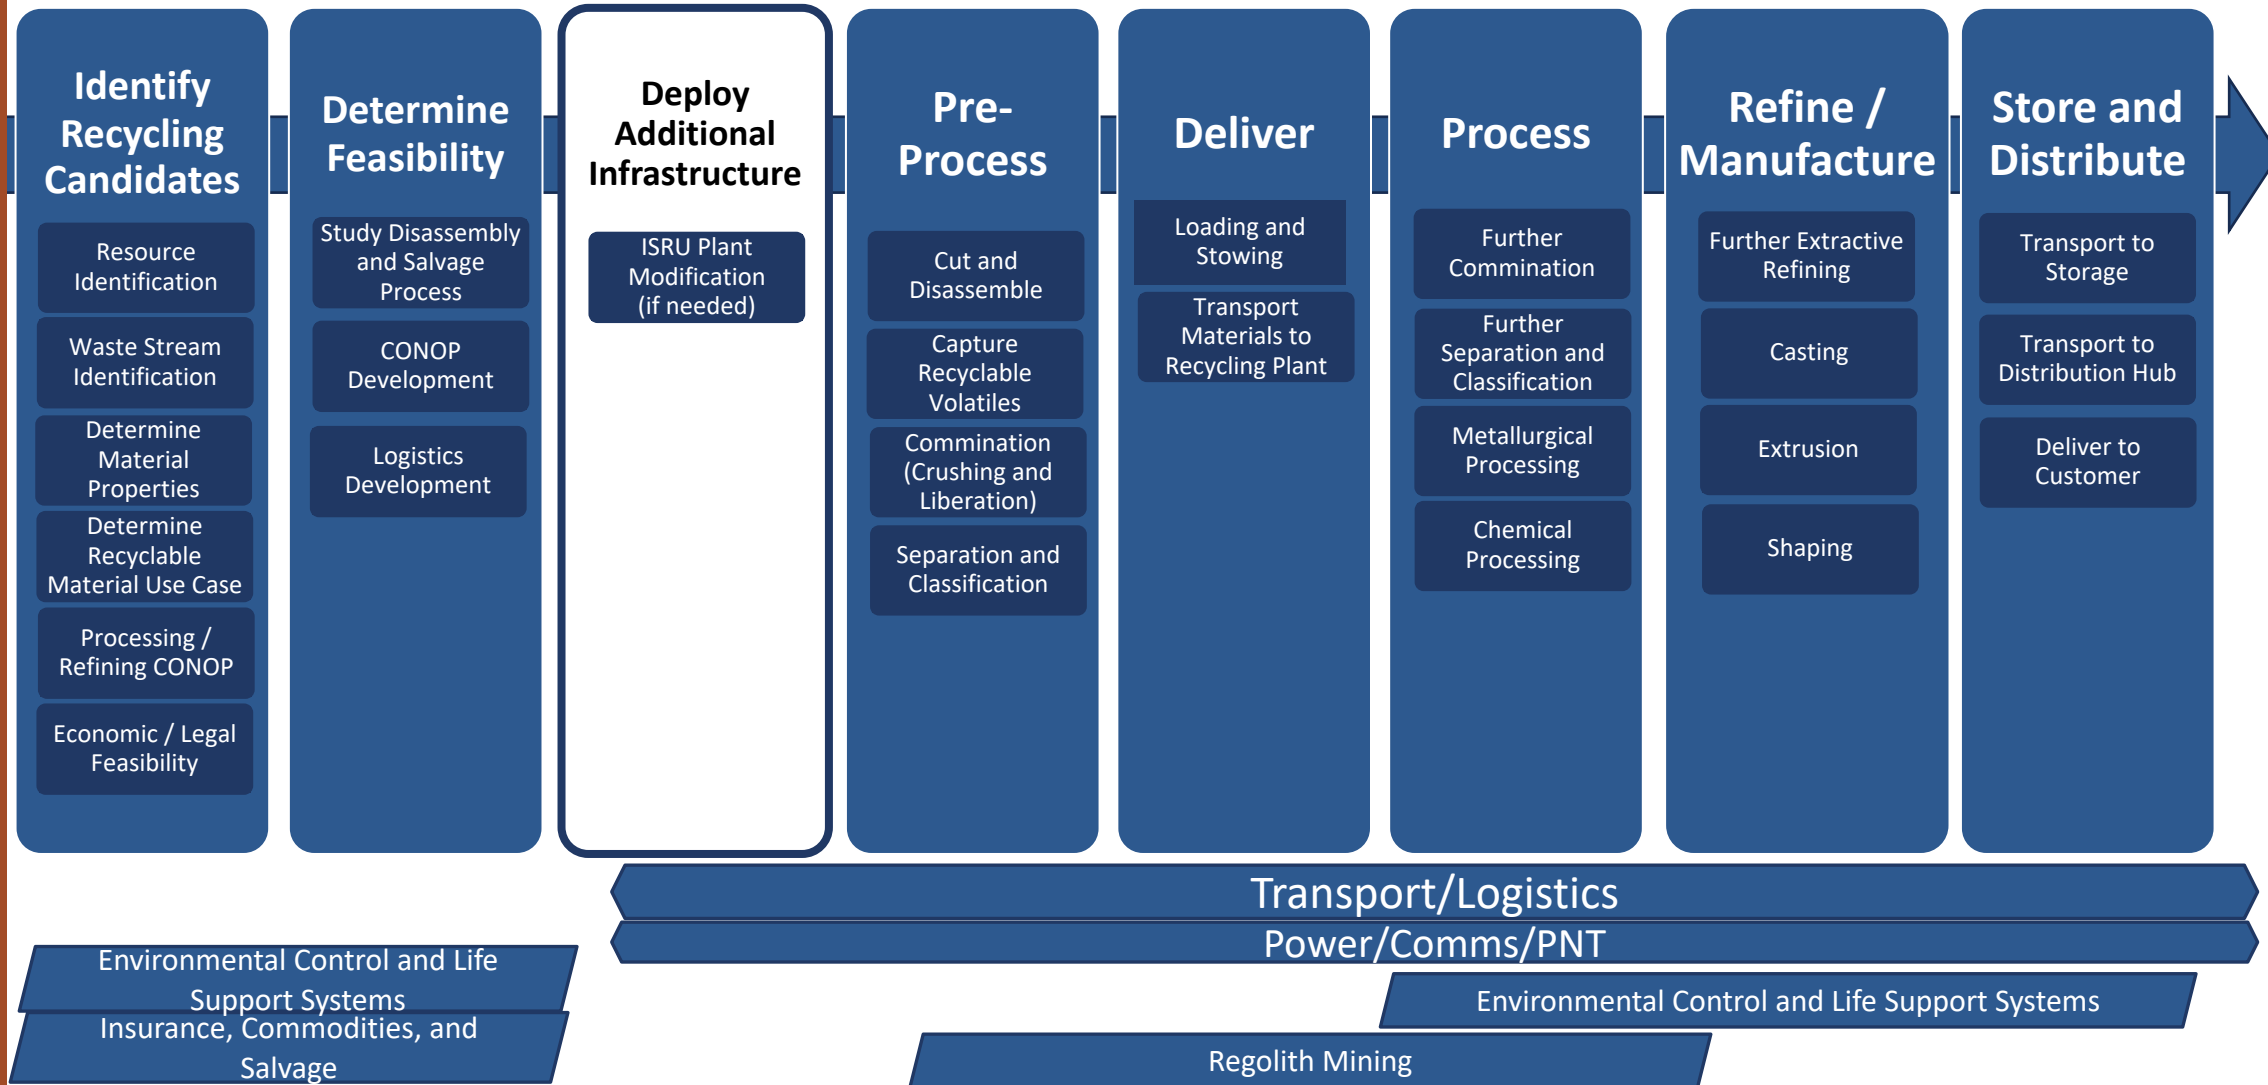 Identify
Recycling
Candidates
Resource
Identification
Waste Stream
Identification
Determine
Material
Properties
Determine
Recyclable
Material Use Case
Processing /
Refining CONOP
Economic / Legal
Feasibility
Determine
Feasibility
Study Disassembly
and Salvage
Process
CONOP
Development
Logistics
Development
Deploy
Additional
Infrastructure
ISRU Plant
Modification
(if needed)
Pre-
Process
Cut and
Disassemble
Capture
Recyclable
Volatiles
Commination
(Crushing and
Liberation)
Separation and
Classification
Deliver
Loading and
Stowing
Transport
Materials to
Recycling Plant
Process
Further
Commination
Further
Separation and
Classification
Metallurgical
Processing
Chemical
Processing
Refine /
Manufacture
Further Extractive
Refining
Casting
Extrusion
Shaping
Store and
Distribute
Transport to
Storage
Transport to
Distribution Hub
Deliver to
Customer
Transport/Logistics
Power/Comms/PNT
Environmental Control and Life
Support Systems
Insurance, Commodities, and
Salvage
Environmental Control and Life Support Systems
Regolith Mining